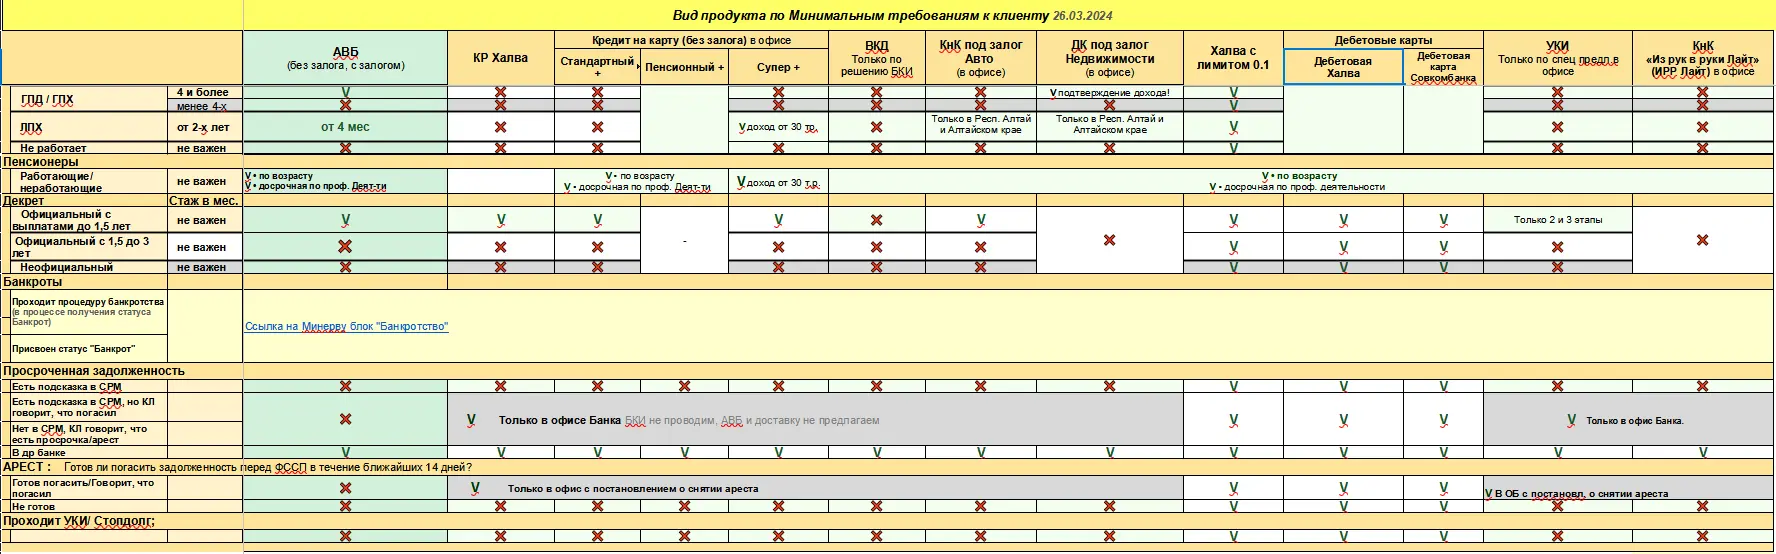 Вид продукта по Минимальным требованиям к клиенту 26.03.2024
АВБ
(без залога, с залогом)
КР Халва
Кредит на карту (без залога) в офисе
Стандартный +
Пенсионный +
Супер +
ВКД
Только по решению БКИ
КнК под залог Авто
(в офисе)
ДК под залог Недвижимости
(в офисе)
Халва с лимитом 0.1
Дебетовые карты
Дебетовая Халва
Дебетовая карта Совкомбанка
УКИ
Только по спец предл.в офисе
КнК
«Из рук в руки Лайт» (ИРР Лайт) в офисе
ГПД / ГПХ 4 и более V V подтверждение дохода! V
менее 4-х V
ЛПХ от 2-х лет от 4 мес V доход от 30 тр. Только в Респ. Алтай и Алтайском крае Только в Респ. Алтай и Алтайском крае V
Не работает не важен V
Пенсионеры
Работающие/ неработающие не важен
V • по возрасту
V • досрочная по проф. Деят-ти
V • по возрасту
V • досрочная по проф. Деят-ти
V доход от 30 т.р.
V • по возрасту
V • досрочная по проф. деятельности
Декрет Стаж в мес.
Официальный с выплатами до 1,5 лет не важен V V V V V V V V Только 2 и 3 этапы
Официальный с 1,5 до 3 лет не важен - V V V
Неофициальный не важен V V V
Банкроты
Проходит процедуру банкротства
(в процессе получения статуса Банкрот)
Ссылка на Минерву блок "Банкротство"
Присвоен статус "Банкрот"
Просроченная задолженность
Есть подсказка в СРМ V V V
Есть подсказка в СРМ, но КЛ говорит, что погасил
V Только в офисе Банка БКИ не проводим, АВБ и доставку не предлагаем V V V V Только в офис Банка.
Нет в СРМ, КЛ говорит, что есть просрочка/арест
В др банке V V V V V V V V V V V V V
АРЕСТ : Готов ли погасить задолженность перед ФССП в течение ближайших 14 дней?
Готов погасить/Говорит, что погасил V Только в офис с постановлением о снятии ареста V V V V В ОБ с постановл. о снятии ареста
Не готов V V V
Проходит УКИ/ Стопдолг;
V V V